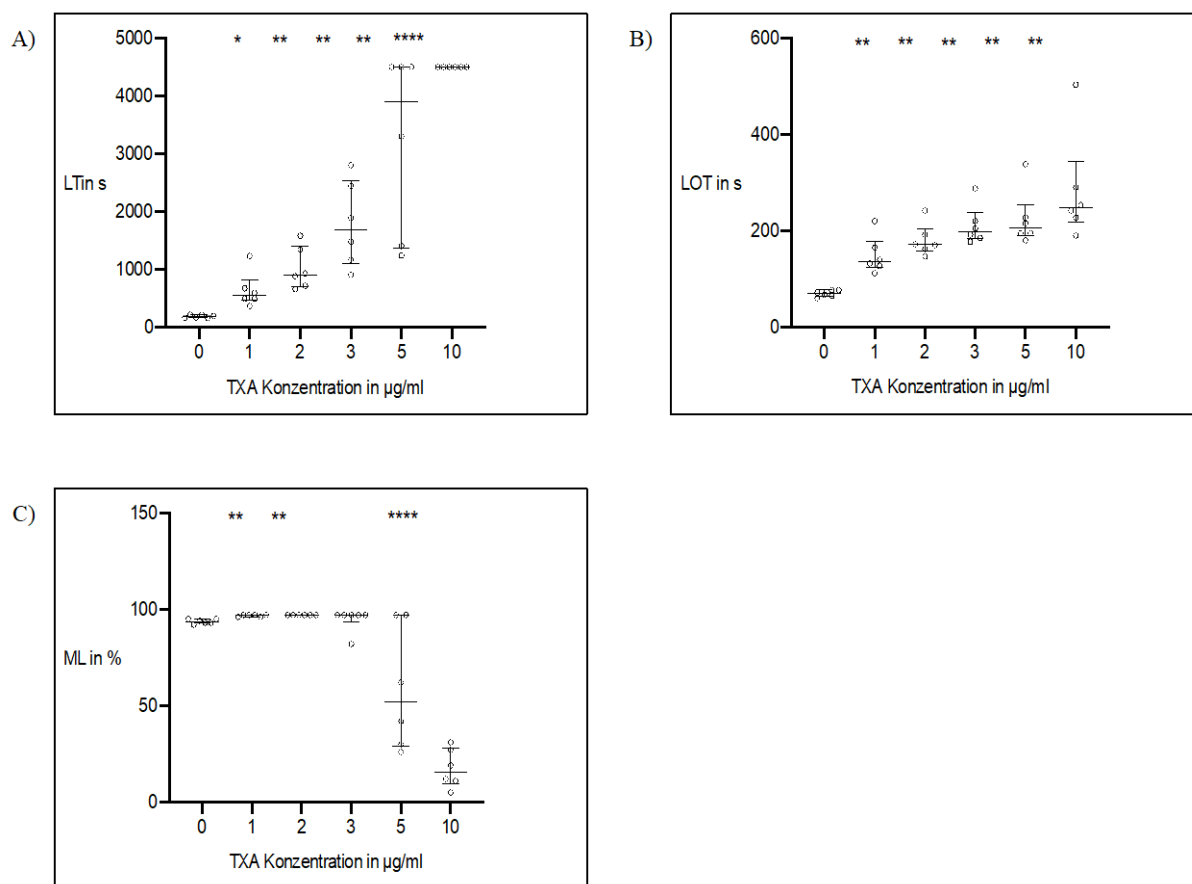 A)
* ** ** ** ****
5000
4000
3000
2000
1000
0
LTin s
0 1 2 3 5 10
TXA Konzentration in µg/ml
B)
** ** ** ** **
600
400
200
0
LOT in s
0 1 2 3 5 10
TXA Konzentration in µg/ml
C)
** ** ****
150
100
50
0
ML in %
0 1 2 3 5 10
TXA Konzentration in µg/ml